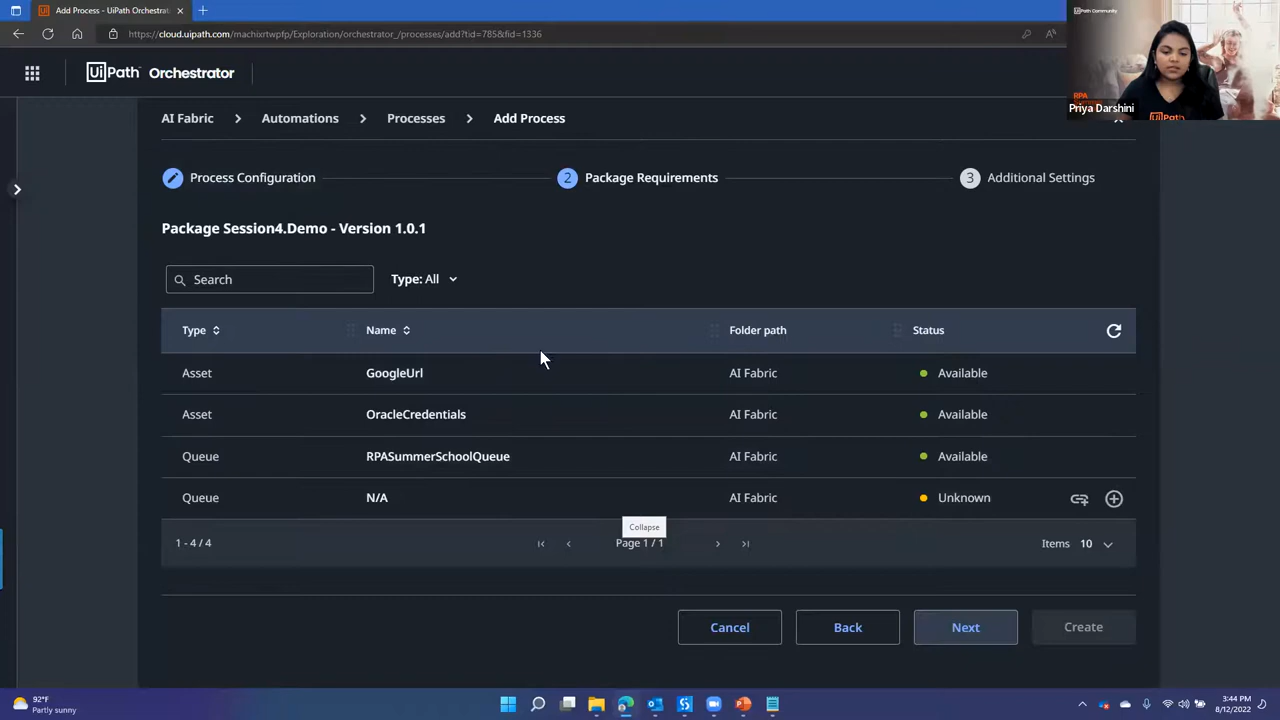 Add Process - UiPath Orchestrat
https://cloud.uipath.com/machixrtwpfp/Exploration/orchestrator_/processes/add?tid=785&fid=1336
UiPath Orchestrator
UiPath Community
RPA
Priya Darshini
UiPath
AI Fabric > Automations > Processes > Add Process
Process Configuration
2 Package Requirements
3 Additional Settings
Package Session4.Demo - Version 1.0.1
Search
Type: All
Type Name Folder path Status
Asset GoogleUrl AI Fabric Available
Asset OracleCredentials AI Fabric Available
Queue RPASummerSchoolQueue AI Fabric Available
Queue N/A AI Fabric Unknown
Collapse
1 - 4 / 4
Page 1 / 1
Items 10
Cancel
Back
Next
Create
92°F
Partly sunny
3:44 PM
8/12/2022